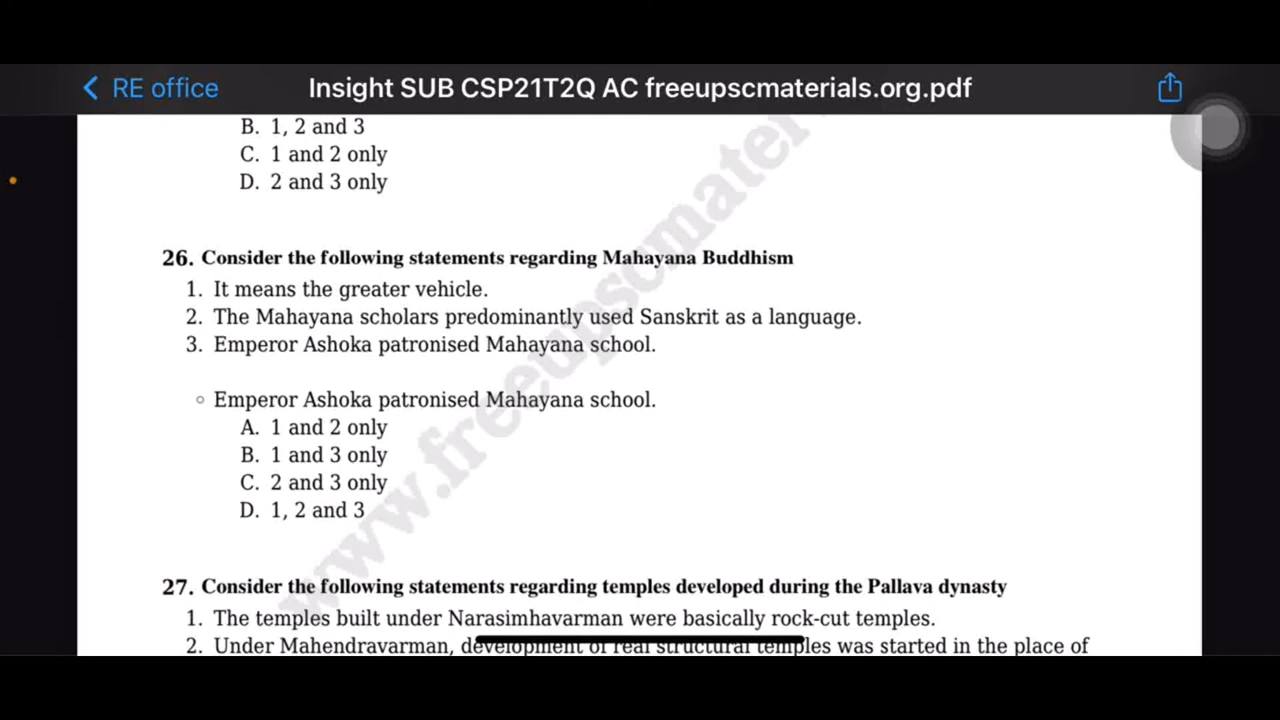 RE office
Insight SUB CSP21T2Q AC freeupscmaterials.org.pdf
B. 1, 2 and 3
C. 1 and 2 only
D. 2 and 3 only
26. Consider the following statements regarding Mahayana Buddhism
1. It means the greater vehicle.
2. The Mahayana scholars predominantly used Sanskrit as a language.
3. Emperor Ashoka patronised Mahayana school.
Emperor Ashoka patronised Mahayana school.
A. 1 and 2 only
B. 1 and 3 only
C. 2 and 3 only
D. 1, 2 and 3
27. Consider the following statements regarding temples developed during the Pallava dynasty
1. The temples built under Narasimhavarman were basically rock-cut temples.
2. Under Mahendravarman, development of real structural temples was started in the place of
www.freeupscmater